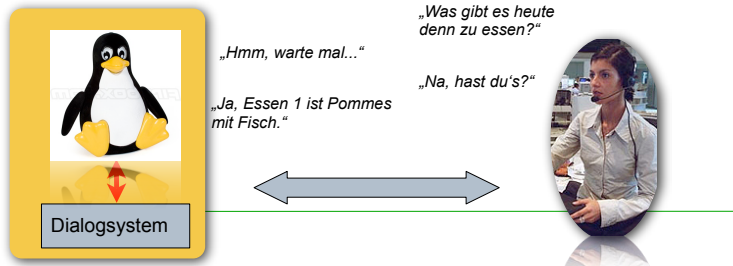 „Was gibt es heute
denn zu essen?“
„Hmm, warte mal...“
„Na, hast du‘s?“
„Ja, Essen 1 ist Pommes
mit Fisch.“
Dialogsystem